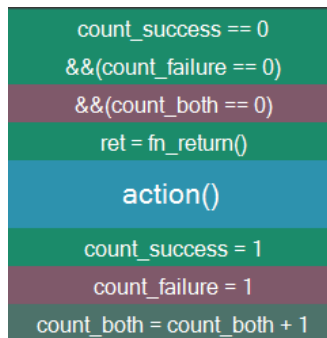 count_success == 0
&&(count_failure == 0)
&&(count_both == 0)
ret = fn_return()
action()
count_success = 1
count_failure = 1
count_both = count_both + 1